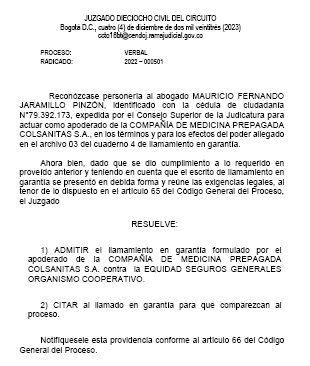 JUZGADO DIECIOCHO CIVIL DEL CIRCUITO
Bogotá D.C., cuatro (4) de diciembre de dos mil veintitrés (2023)
ccto18bt@cendoj.ramajudicial.gov.co
PROCESO: VERBAL
RADICADO: 2022 – 000501
Reconózcase personería al abogado MAURICIO FERNANDO
JARAMILLO PINZÓN, identificado con la cédula de ciudadanía
N°79.392.173, expedida por el Consejo Superior de la Judicatura para
actuar como apoderado de la COMPAÑÍA DE MEDICINA PREPAGADA
COLSANITAS S.A., en los términos y para los efectos del poder allegado
en el archivo 03 del cuaderno 4 de llamamiento en garantía.
Ahora bien, dado que se dio cumplimiento a lo requerido en
proveído anterior y teniendo en cuenta que el escrito de llamamiento en
garantía se presentó en debida forma y reúne las exigencias legales, al
tenor de lo dispuesto en el artículo 65 del Código General del Proceso,
el Juzgado
RESUELVE:
1) ADMITIR el llamamiento en garantía formulado por el
apoderado de la COMPAÑÍA DE MEDICINA PREPAGADA
COLSANITAS S.A. contra la EQUIDAD SEGUROS GENERALES
ORGANISMO COOPERATIVO.
2) CITAR al llamado en garantía para que comparezcan al
proceso.
Notifíquesele esta providencia conforme al artículo 66 del Código
General del Proceso.